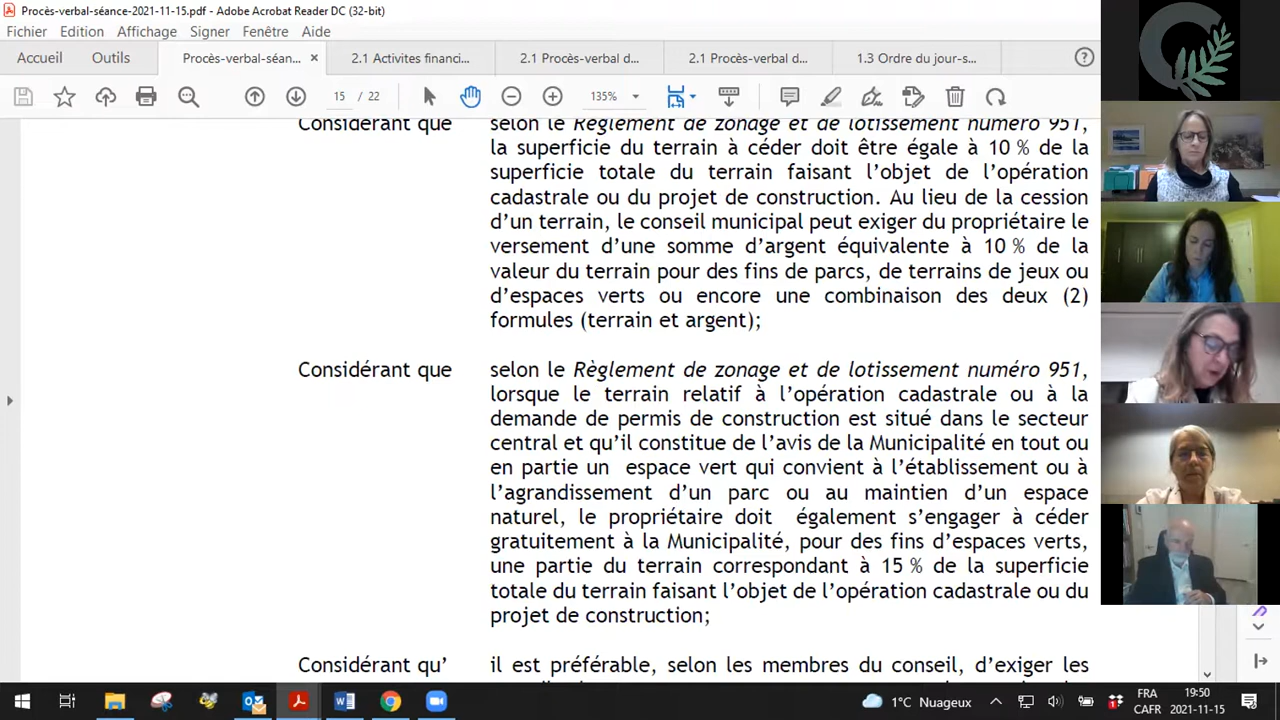 Procès-verbal-séance-2021-11-15.pdf - Adobe Acrobat Reader DC (32-bit)
Fichier Edition Affichage Signer Fenêtre Aide
Accueil Outils Procès-verbal-séan... × 2.1 Activites financi... 2.1 Procès-verbal d... 2.1 Procès-verbal d... 1.3 Ordre du jour-s...
15 / 22 135%
Considérant que selon le Règlement de zonage et de lotissement numéro 951,
la superficie du terrain à céder doit être égale à 10 % de la
superficie totale du terrain faisant l’objet de l’opération
cadastrale ou du projet de construction. Au lieu de la cession
d’un terrain, le conseil municipal peut exiger du propriétaire le
versement d’une somme d’argent équivalente à 10 % de la
valeur du terrain pour des fins de parcs, de terrains de jeux ou
d’espaces verts ou encore une combinaison des deux (2)
formules (terrain et argent);
Considérant que selon le Règlement de zonage et de lotissement numéro 951,
lorsque le terrain relatif à l’opération cadastrale ou à la
demande de permis de construction est situé dans le secteur
central et qu’il constitue de l’avis de la Municipalité en tout ou
en partie un espace vert qui convient à l’établissement ou à
l’agrandissement d’un parc ou au maintien d’un espace
naturel, le propriétaire doit également s’engager à céder
gratuitement à la Municipalité, pour des fins d’espaces verts,
une partie du terrain correspondant à 15 % de la superficie
totale du terrain faisant l’objet de l’opération cadastrale ou du
projet de construction;
Considérant qu’ il est préférable, selon les membres du conseil, d’exiger les
1°C Nuageux
FRA 19:50
CAFR 2021-11-15